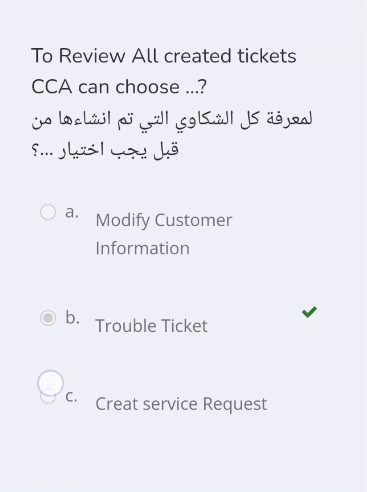 To Review All created tickets
CCA can choose ...?
لمعرفة كل الشكاوي التي تم انشاءها من
قبل يجب اختيار ...؟
a. Modify Customer
Information
b. Trouble Ticket
c. Creat service Request